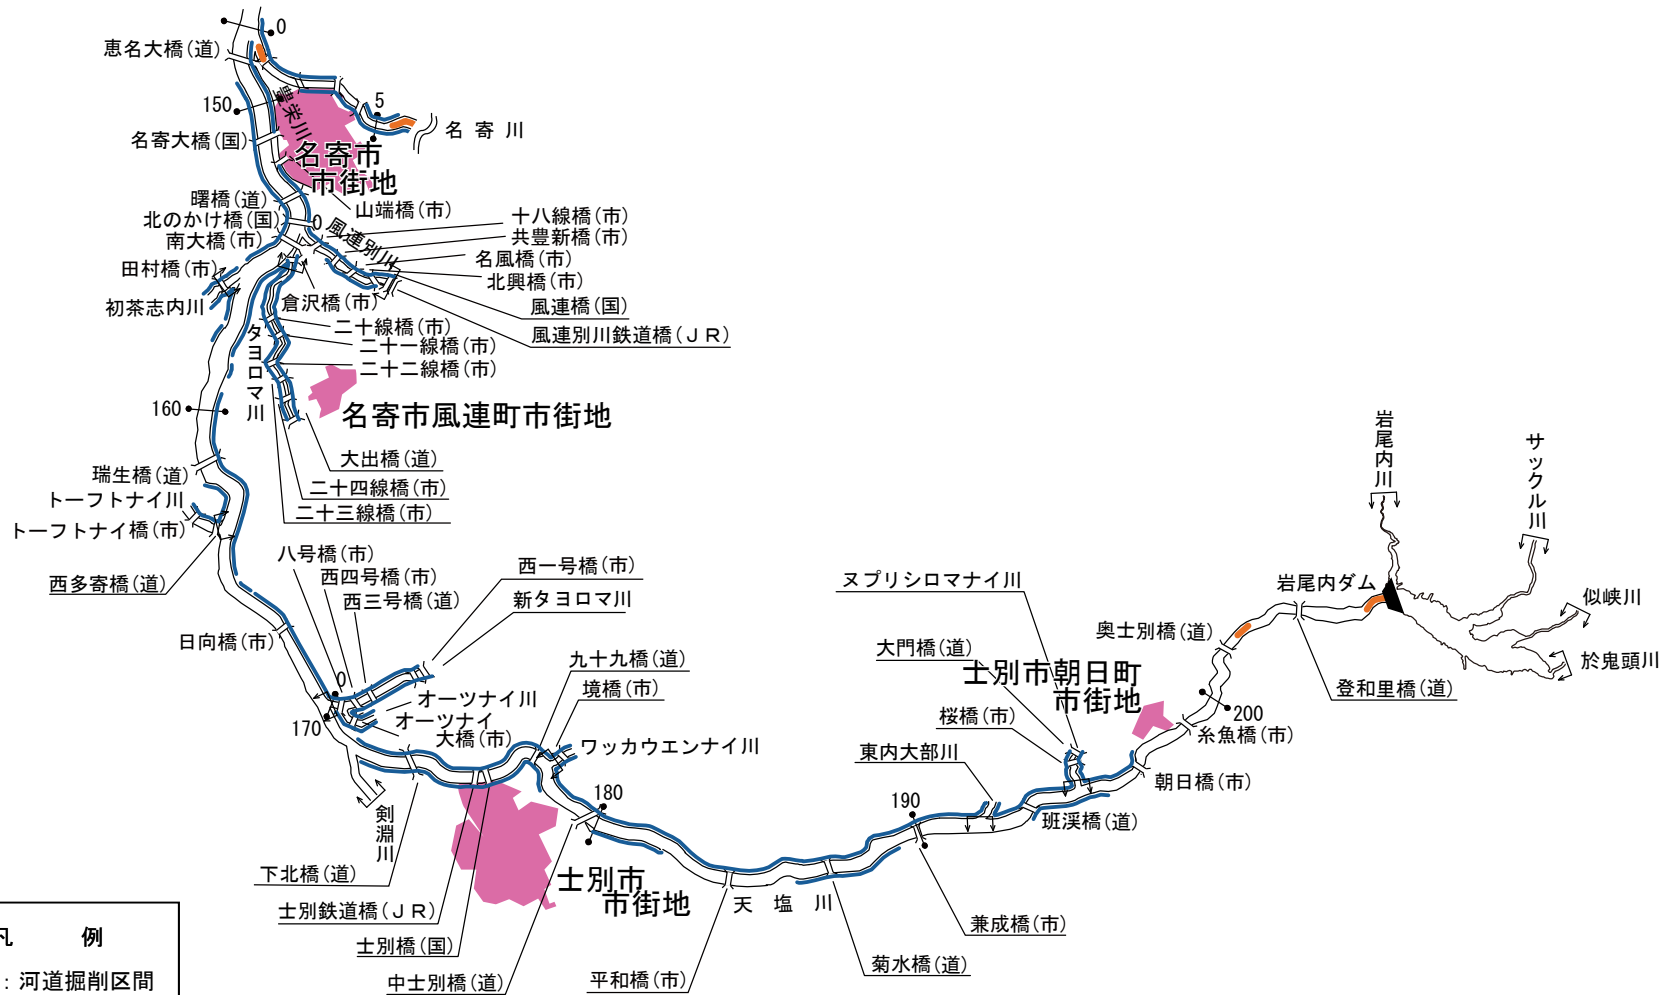 0
恵名大橋(道)
150
豊栄川
5
名寄川
名寄大橋(国)
名寄市
市街地
曙橋(道)
山端橋(市)
北のかけ橋(国)
0
風連別川
十八線橋(市)
南大橋(市)
共豊新橋(市)
名風橋(市)
田村橋(市)
北興橋(市)
初茶志内川
倉沢橋(市)
風連橋(国)
二十線橋(市)
風連別川鉄道橋(JR)
二十一線橋(市)
タヨロマ川
二十二線橋(市)
160
名寄市風連町市街地
大出橋(道)
瑞生橋(道)
二十四線橋(市)
トーフトナイ川
二十三線橋(市)
トーフトナイ橋(市)
西多寄橋(道)
八号橋(市)
西四号橋(市)
西三号橋(道)
西一号橋(市)
新タヨロマ川
日向橋(市)
0
170
オーツナイ川
オーツナイ
大橋(市)
九十九橋(道)
境橋(市)
ワッカウエンナイ川
剣淵川
180
下北橋(道)
士別市
市街地
士別鉄道橋(JR)
士別橋(国)
中士別橋(道)
平和橋(市)
天塩川
菊水橋(道)
兼成橋(市)
190
東内大部川
桜橋(市)
大門橋(道)
ヌプリシロマナイ川
士別市朝日町
市街地
班渓橋(道)
朝日橋(市)
糸魚橋(市)
200
奥士別橋(道)
登和里橋(道)
岩尾内ダム
岩尾内川
サックル川
似峡川
於鬼頭川
凡 例
: 河道掘削区間